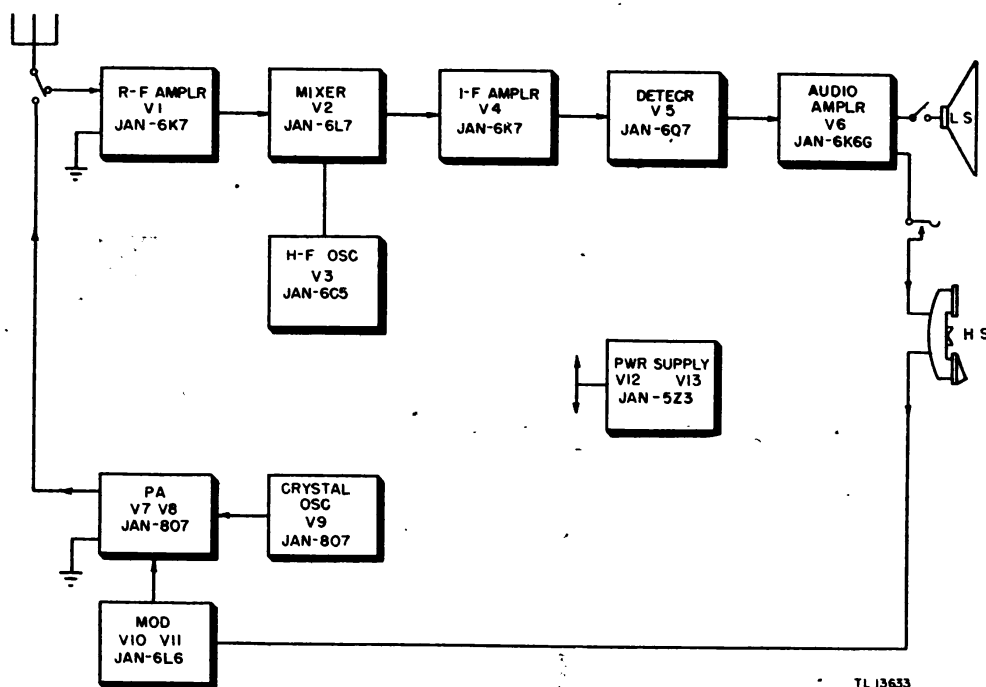 R-F AMPLR
V1
JAN-6K7
MIXER
V2
JAN-6L7
I-F AMPLR
V4
JAN-6K7
DETECR
V5
JAN-6Q7
AUDIO
AMPLR
V6
JAN-6K6G
LS
H-F OSC
V3
JAN-6C5
HS
PWR SUPPLY
V12 V13
JAN-5Z3
PA
V7 V8
JAN-807
CRYSTAL
OSC
V9
JAN-807
MOD
V10 V11
JAN-6L6
TL 13633